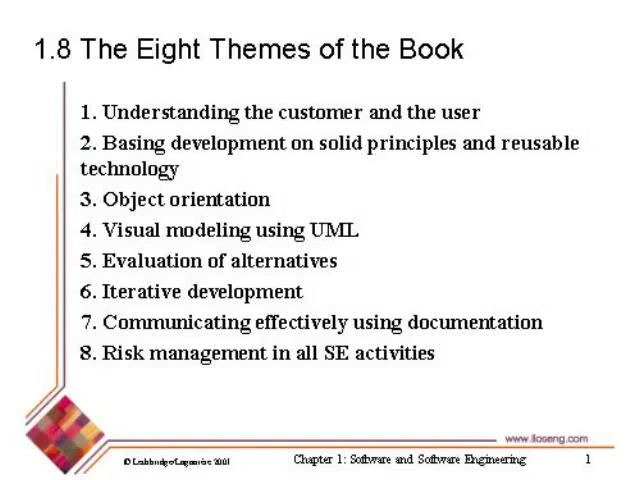 1.8 The Eight Themes of the Book
1. Understanding the customer and the user
2. Basing development on solid principles and reusable
technology
3. Object orientation
4. Visual modeling using UML
5. Evaluation of alternatives
6. Iterative development
7. Communicating effectively using documentation
8. Risk management in all SE activities
www.lloseng.com
© Lethbridge/Laganière 2001 Chapter 1: Software and Software Engineering 1